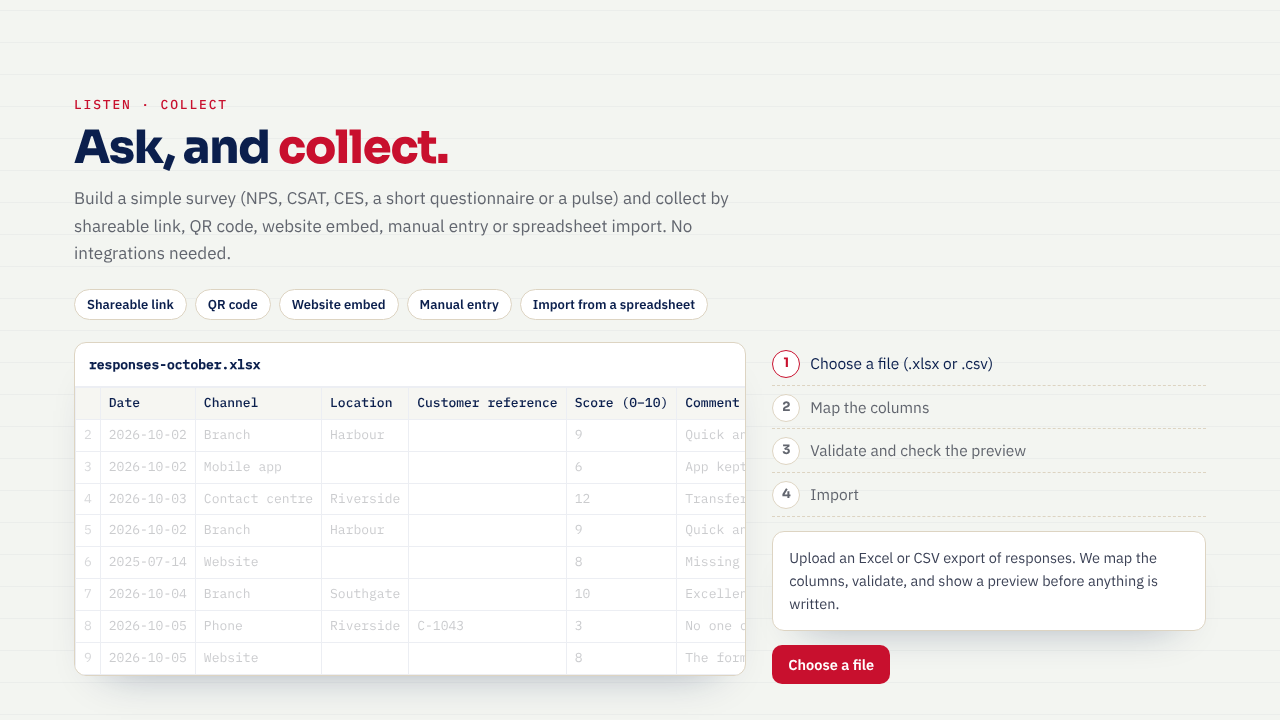 LISTEN · COLLECT
Ask, and collect.
Build a simple survey (NPS, CSAT, CES, a short questionnaire or a pulse) and collect by
shareable link, QR code, website embed, manual entry or spreadsheet import. No
integrations needed.
Shareable link QR code Website embed Manual entry Import from a spreadsheet
responses-october.xlsx
Date Channel Location Customer reference Score (0–10) Comment
2 2026-10-02 Branch Harbour 9 Quick
3 2026-10-02 Mobile app 6 App kept
4 2026-10-03 Contact centre Riverside 12
5 2026-10-02 Branch Harbour 9 Quick
6 2025-07-14 Website 8 Missing
7 2026-10-04 Branch Southgate 10
8 2026-10-05 Phone Riverside C-1043 3 No one
9 2026-10-05 Website 8 The
1 Choose a file (.xlsx or .csv)
2 Map the columns
3 Validate and check the preview
4 Import
Upload an Excel or CSV export of responses. We map the
columns, validate, and show a preview before anything is
written.
Choose a file